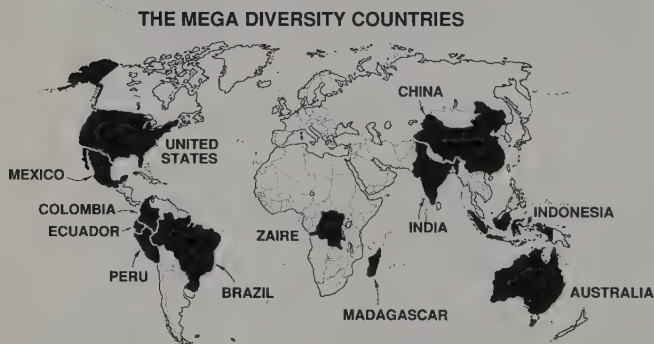 THE MEGA DIVERSITY COUNTRIES
CHINA
UNITED
STATES
MEXICO
COLOMBIA
ECUADOR
PERU
BRAZIL
ZAIRE
MADAGASCAR
INDIA
INDONESIA
AUSTRALIA